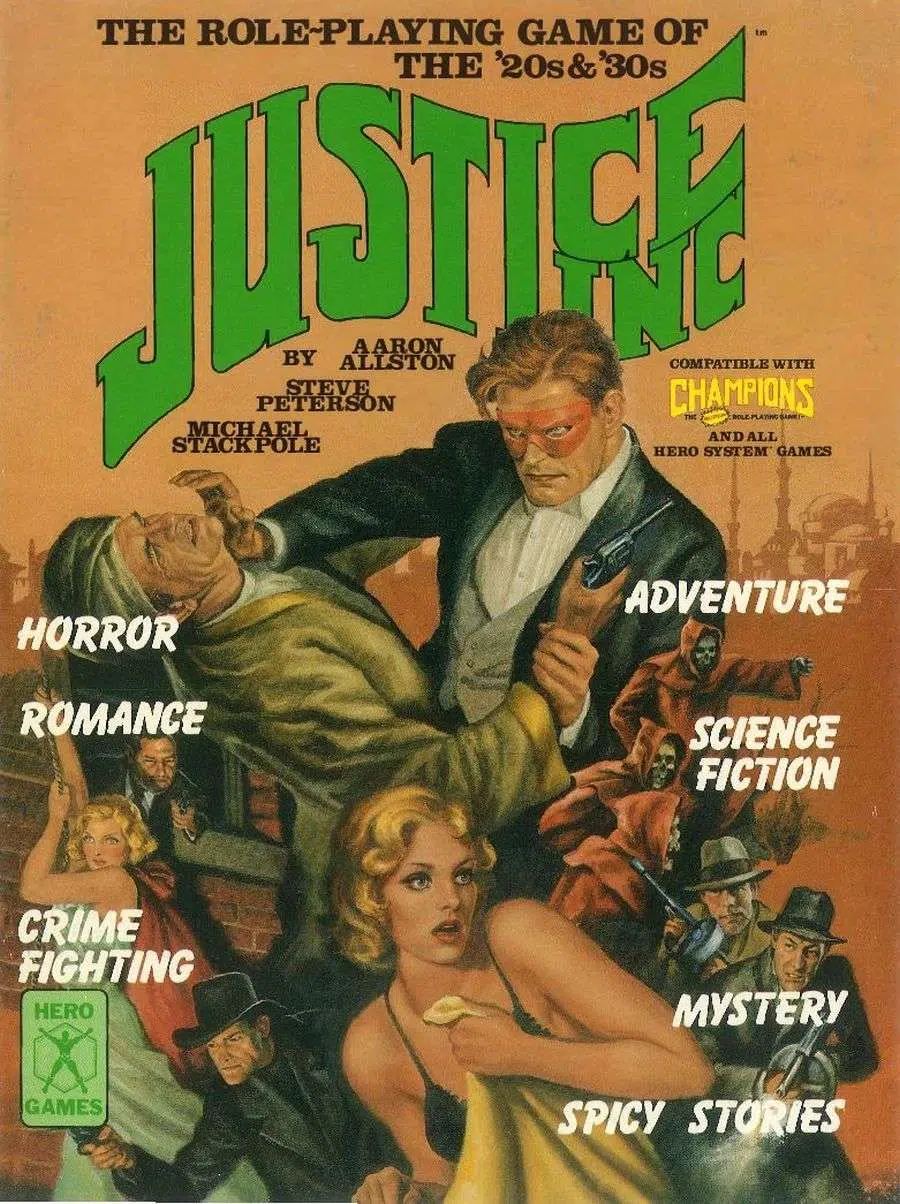 THE ROLE-PLAYING GAME OF
THE '20s & '30s
tm
JUSTICE
INC
BY AARON
ALLSTON
STEVE
PETERSON
MICHAEL
STACKPOLE
COMPATIBLE WITH
CHAMPIONS
THE ROLE-PLAYING GAME
AND ALL
HERO SYSTEM GAMES
HORROR
ADVENTURE
ROMANCE
SCIENCE
FICTION
CRIME
FIGHTING
MYSTERY
HERO
GAMES
SPICY STORIES